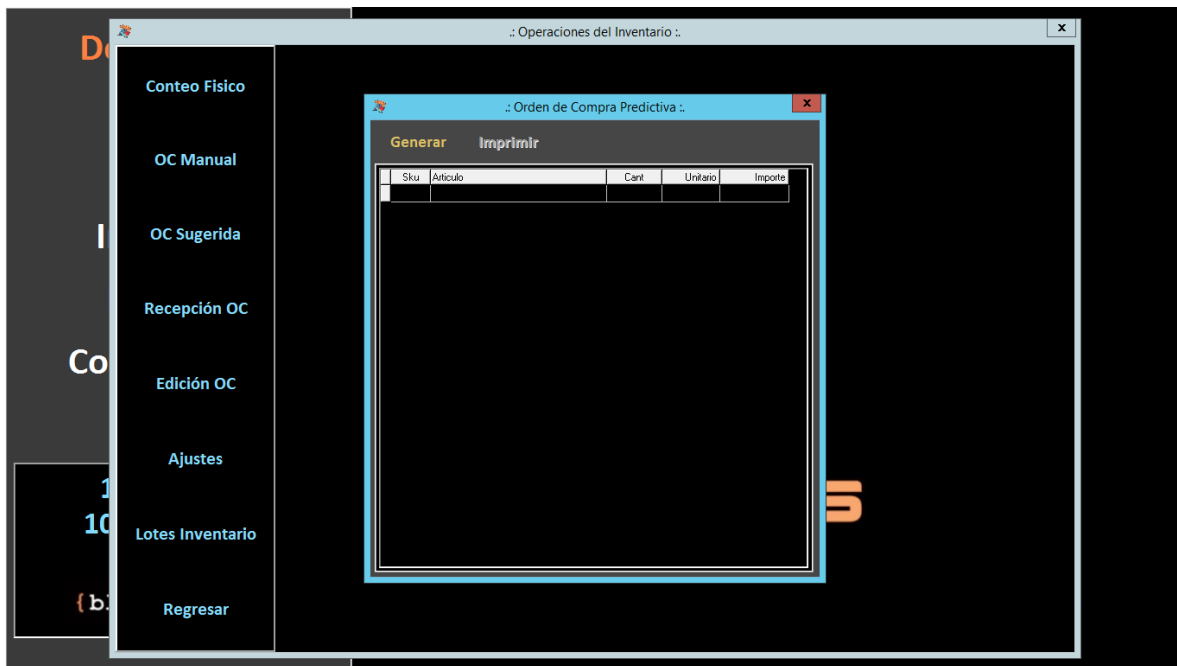 .: Operaciones del Inventario :.
x
Conteo Fisico
OC Manual
OC Sugerida
Recepción OC
Edición OC
Ajustes
Lotes Inventario
Regresar
.: Orden de Compra Predictiva :.
x
Generar Imprimir
Sku Articulo Cant Unitario Importe